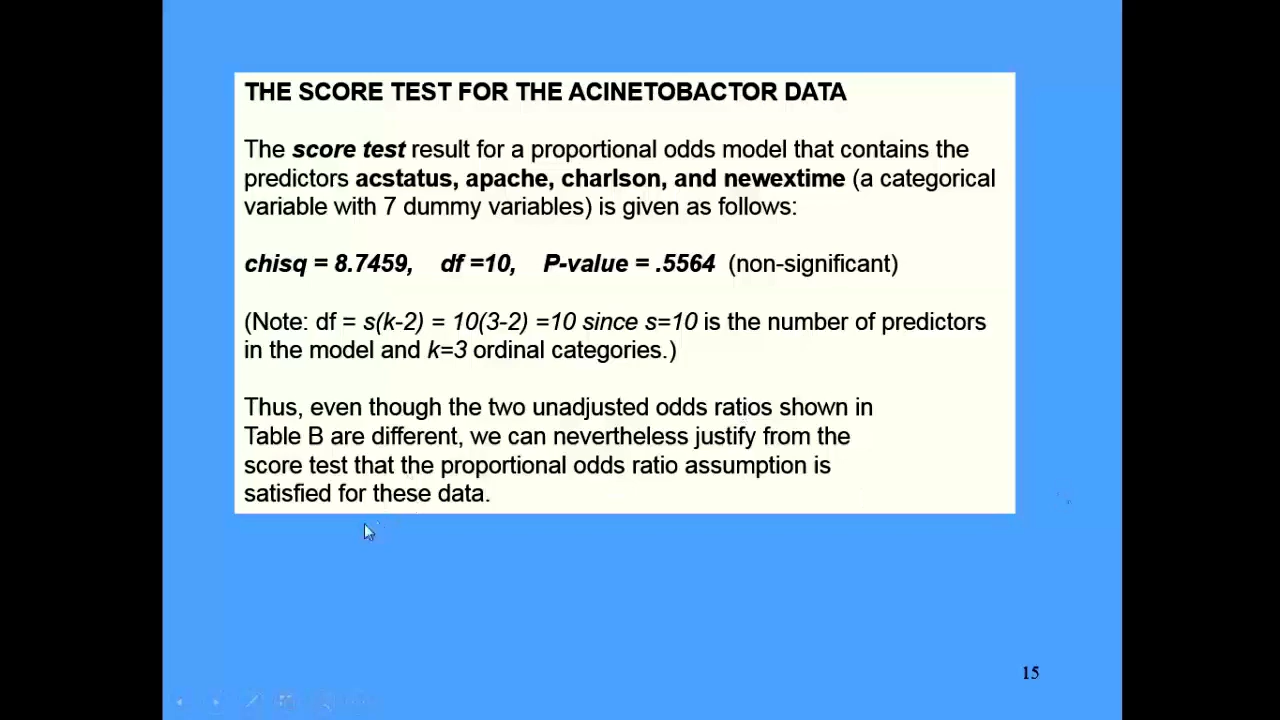 THE SCORE TEST FOR THE ACINETOBACTOR DATA
The score test result for a proportional odds model that contains the
predictors acstatus, apache, charlson, and newextime (a categorical
variable with 7 dummy variables) is given as follows:
chisq = 8.7459, df =10, P-value = .5564 (non-significant)
(Note: df = s(k-2) = 10(3-2) =10 since s=10 is the number of predictors
in the model and k=3 ordinal categories.)
Thus, even though the two unadjusted odds ratios shown in
Table B are different, we can nevertheless justify from the
score test that the proportional odds ratio assumption is
satisfied for these data.
15